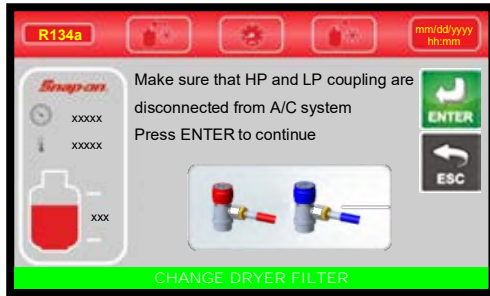 R134a
mm/dd/yyyy
hh:mm
Snap-on
xxxxx
xxxxx
xxx
Make sure that HP and LP coupling are
disconnected from A/C system
Press ENTER to continue
ENTER
ESC
CHANGE DRYER FILTER